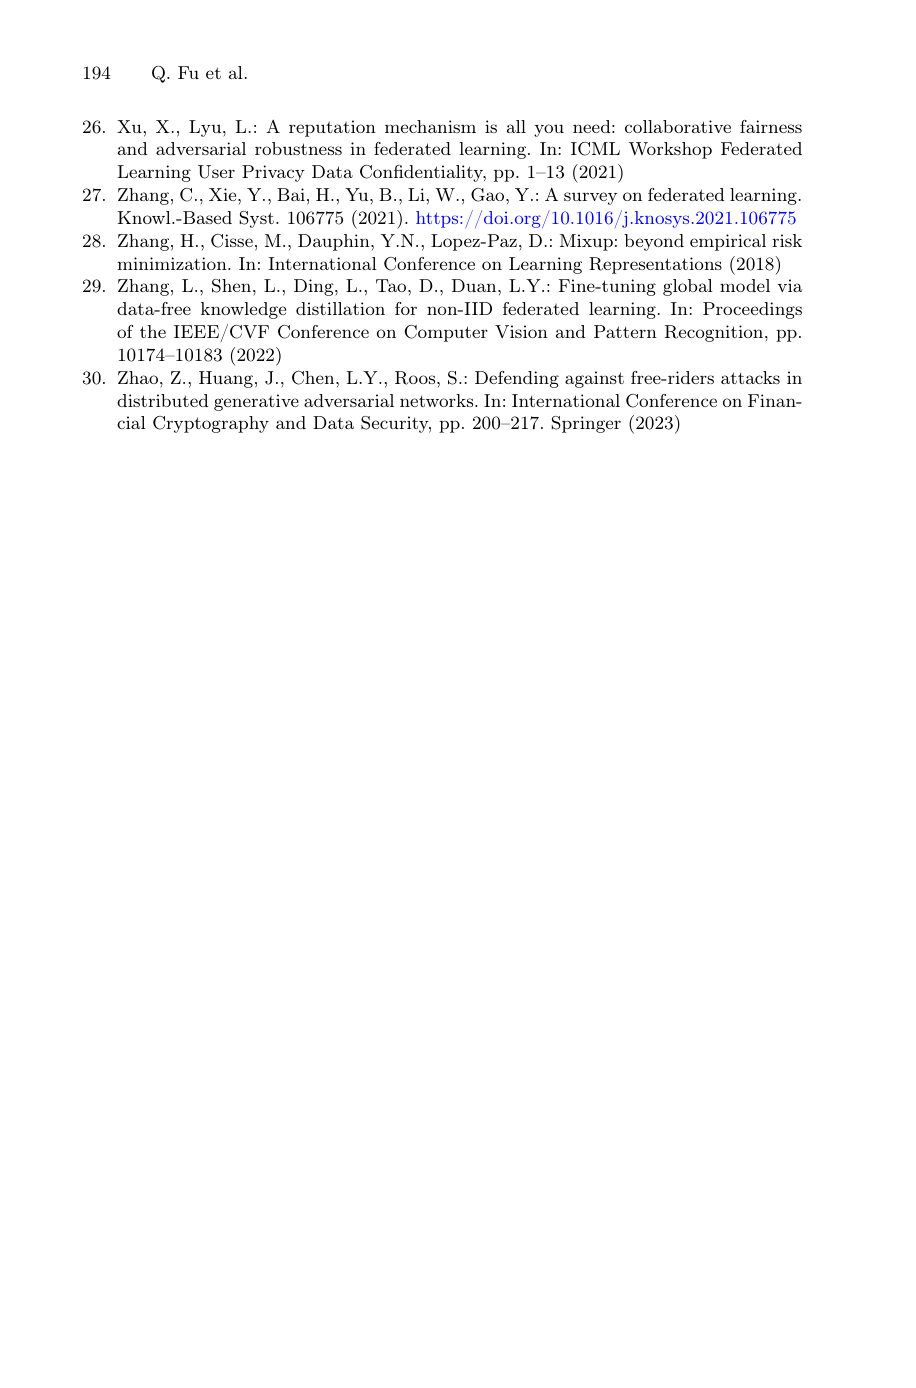 194 Q. Fu et al.
26. Xu, X., Lyu, L.: A reputation mechanism is all you need: collaborative fairness
and adversarial robustness in federated learning. In: ICML Workshop Federated
Learning User Privacy Data Confidentiality, pp. 1–13 (2021)
27. Zhang, C., Xie, Y., Bai, H., Yu, B., Li, W., Gao, Y.: A survey on federated learning.
Knowl.-Based Syst. 106775 (2021). https://doi.org/10.1016/j.knosys.2021.106775
28. Zhang, H., Cisse, M., Dauphin, Y.N., Lopez-Paz, D.: Mixup: beyond empirical risk
minimization. In: International Conference on Learning Representations (2018)
29. Zhang, L., Shen, L., Ding, L., Tao, D., Duan, L.Y.: Fine-tuning global model via
data-free knowledge distillation for non-IID federated learning. In: Proceedings
of the IEEE/CVF Conference on Computer Vision and Pattern Recognition, pp.
10174–10183 (2022)
30. Zhao, Z., Huang, J., Chen, L.Y., Roos, S.: Defending against free-riders attacks in
distributed generative adversarial networks. In: International Conference on Finan-
cial Cryptography and Data Security, pp. 200–217. Springer (2023)